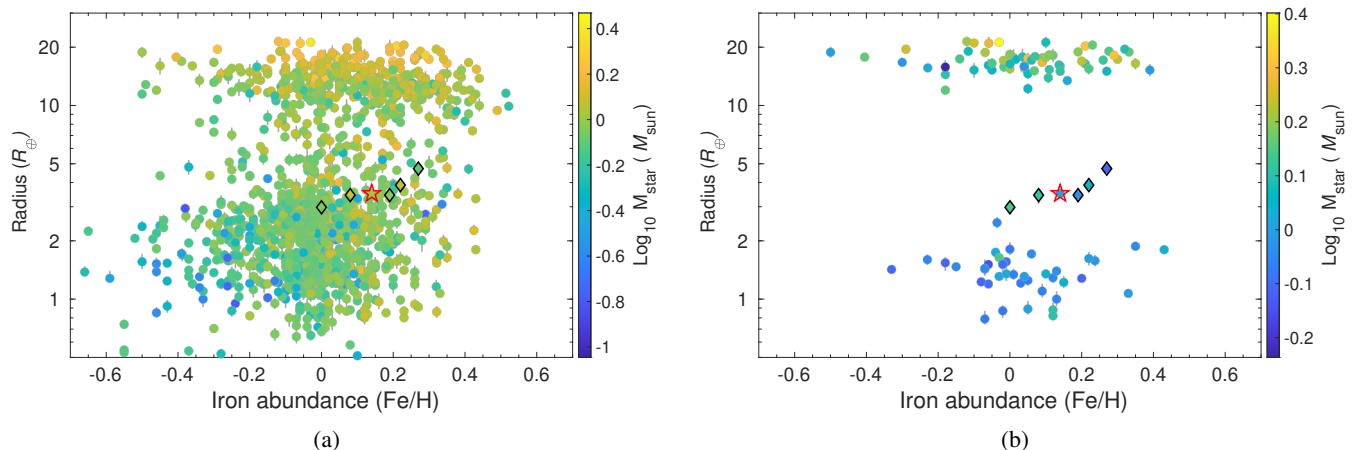 20
10
5
2
1
Radius (R⊕)
-0.6 -0.4 -0.2 0 0.2 0.4 0.6
Iron abundance (Fe/H)
0.4
0.2
0
-0.2
-0.4
-0.6
-0.8
-1
Log10 Mstar ( Msun)
(a)
20
10
5
2
1
Radius (R⊕)
-0.6 -0.4 -0.2 0 0.2 0.4 0.6
Iron abundance (Fe/H)
0.4
0.3
0.2
0.1
0
-0.1
-0.2
Log10 Mstar ( Msun)
(b)